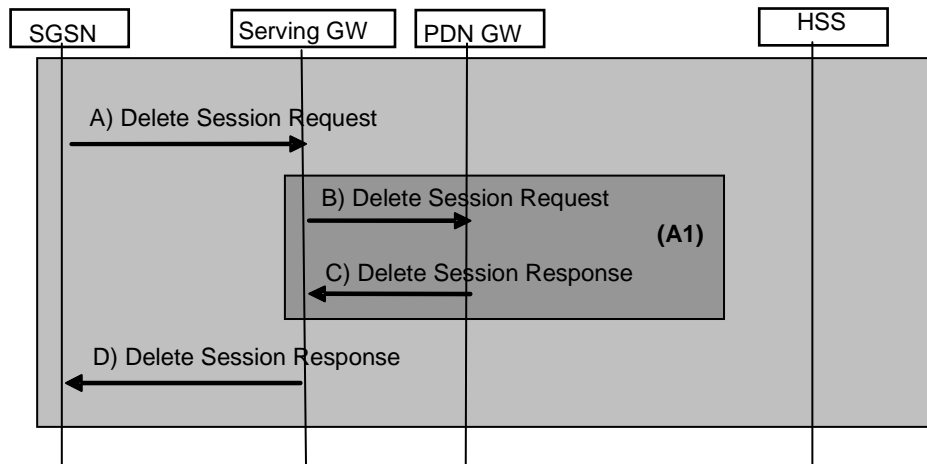 SGSN
Serving GW
PDN GW
HSS
A) Delete Session Request
B) Delete Session Request
(A1)
C) Delete Session Response
D) Delete Session Response